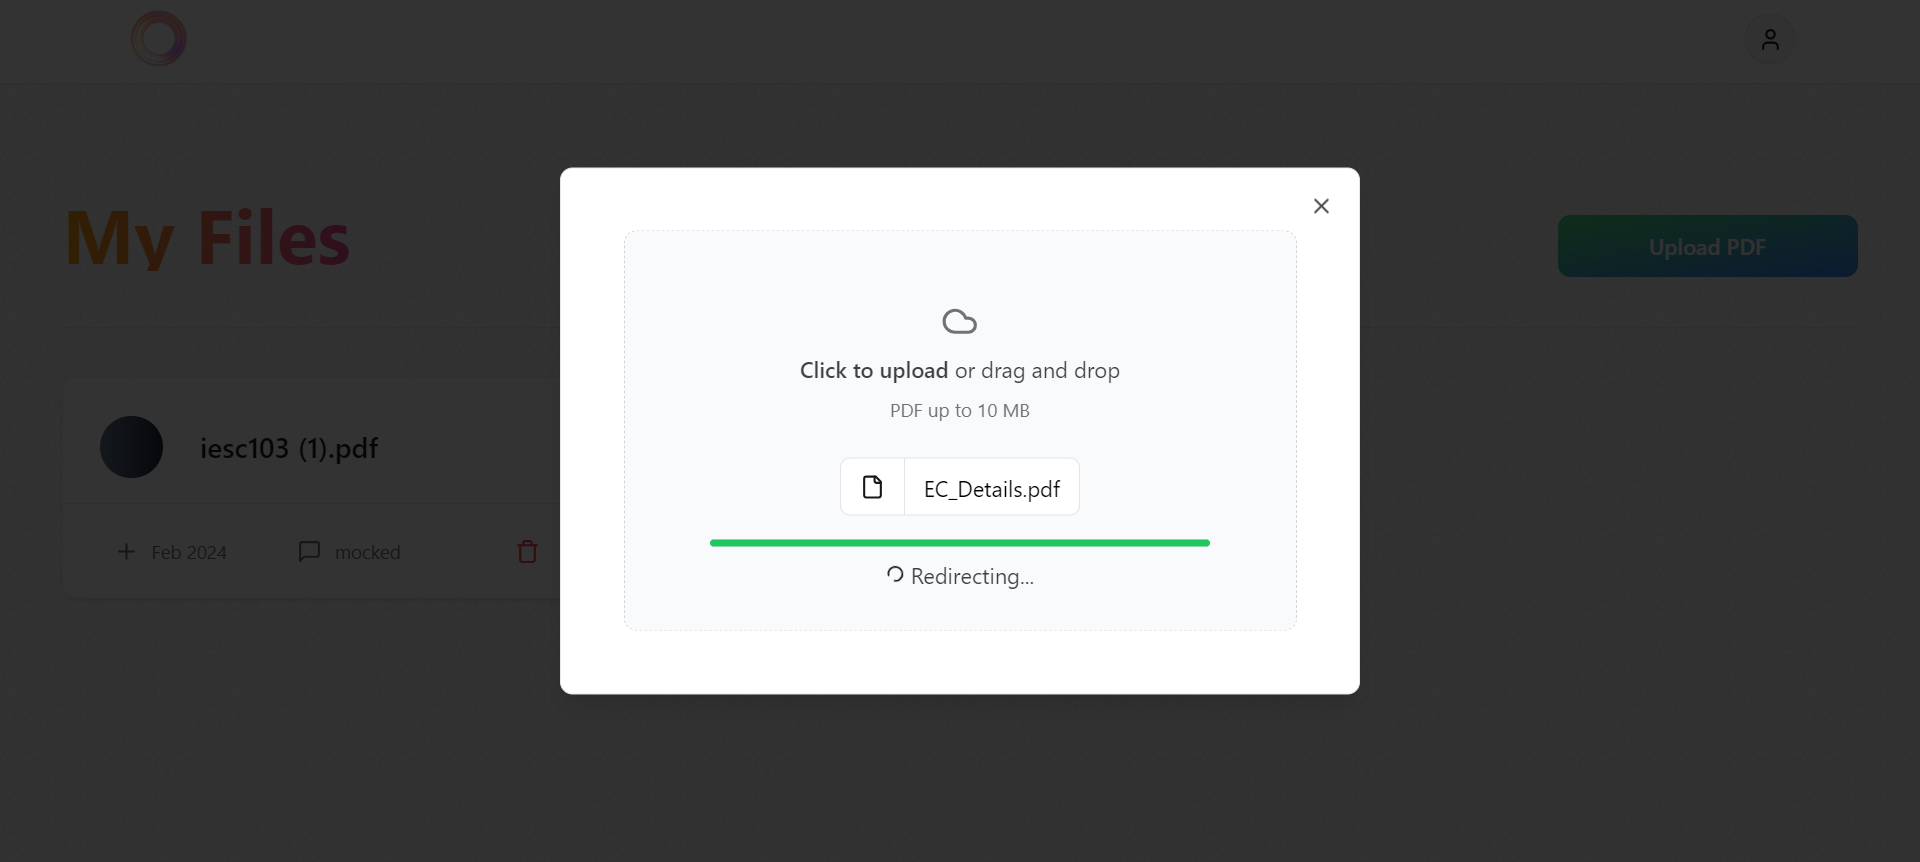 My Files
Upload PDF
iesc103 (1).pdf
Feb 2024
mocked
Click to upload or drag and drop
PDF up to 10 MB
EC_Details.pdf
Redirecting...